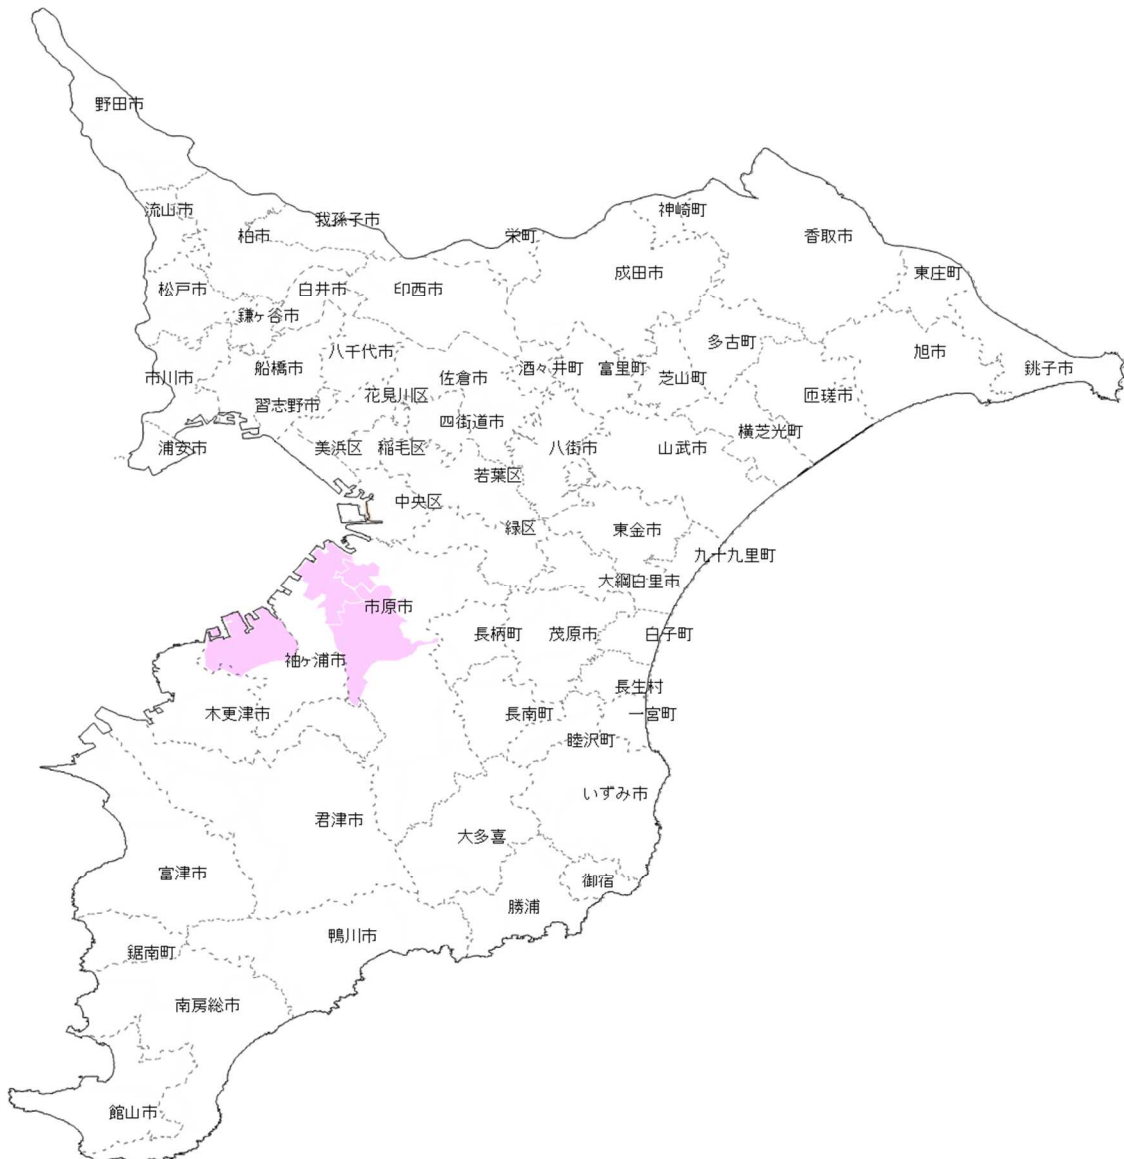 野田市
流山市
柏市
我孫子市
栄町
神崎町
香取市
成田市
東庄町
松戸市
白井市
印西市
鎌ヶ谷市
多古町
旭市
八千代市
船橋市
市川市
佐倉市
酒々井町
富里町
芝山町
銚子市
花見川区
匝瑳市
習志野市
四街道市
横芝光町
浦安市
美浜区
稲毛区
八街市
山武市
若葉区
中央区
緑区
東金市
九十九里町
大網白里市
市原市
長柄町
茂原市
白子町
袖ヶ浦市
長生村
木更津市
長南町
一宮町
睦沢町
いずみ市
君津市
大多喜
富津市
御宿
勝浦
鴨川市
鋸南町
南房総市
館山市